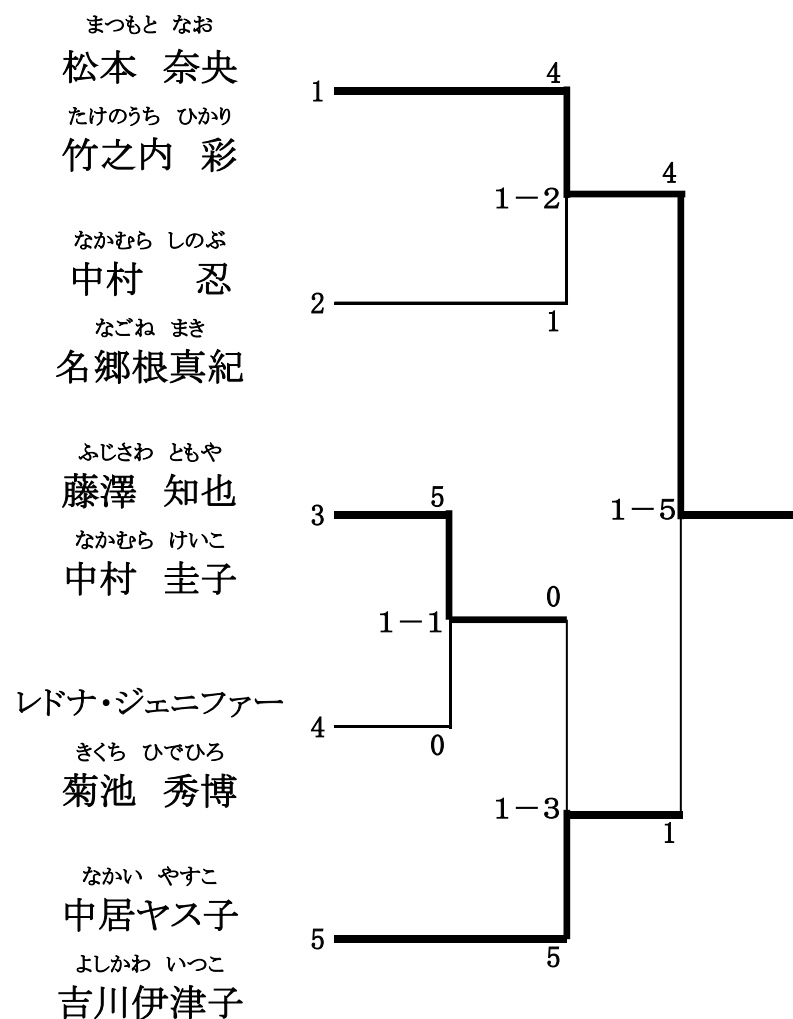 まつもと なお
松本 奈央
1
4
たけのうち ひかり
竹之内 彩
1-2
4
なかむら しのぶ
中村 忍
2
1
なごね まき
名郷根真紀
ふじさわ ともや
藤澤 知也
3
5
1-5
なかむら けいこ
中村 圭子
1-1
0
レドナ・ジェニファー
4
0
きくち ひでひろ
菊池 秀博
1-3
1
なかい やすこ
中居ヤス子
5
5
よしかわ いつこ
吉川伊津子